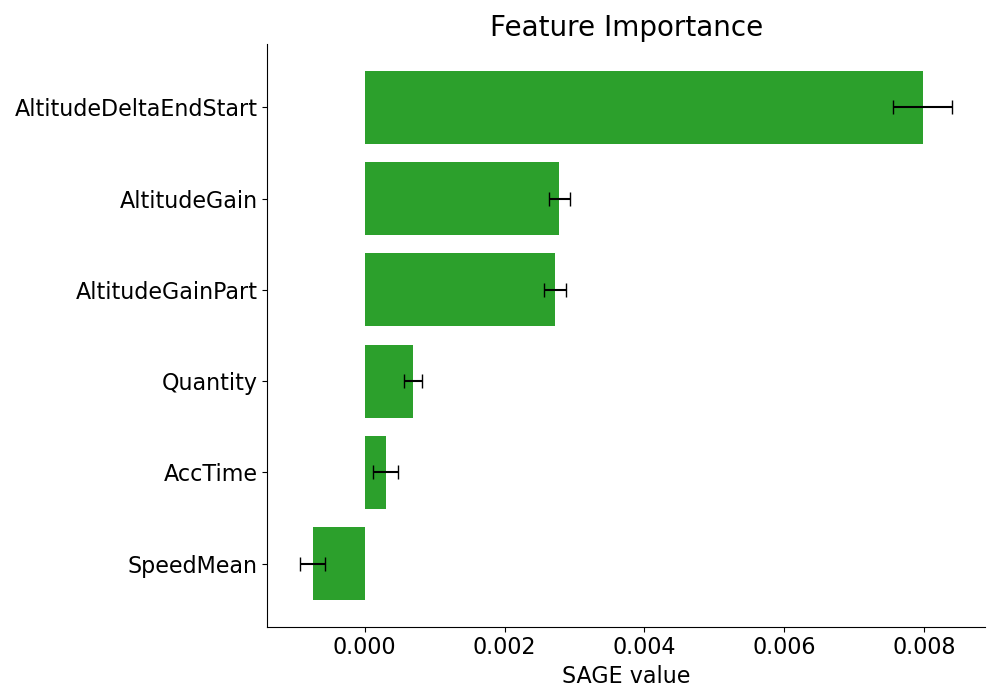 Feature Importance
AltitudeDeltaEndStart
AltitudeGain
AltitudeGainPart
Quantity
AccTime
SpeedMean
0.000 0.002 0.004 0.006 0.008
SAGE value